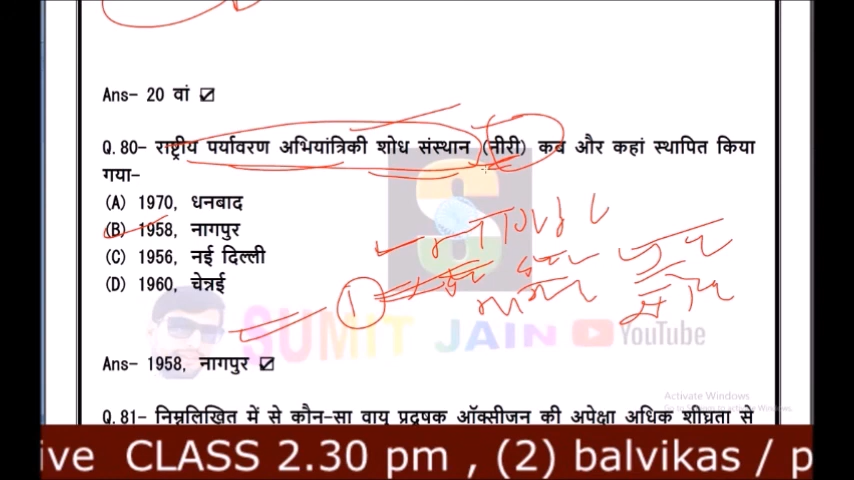 Ans- 20 वां ☑
Q.80- राष्ट्रीय पर्यावरण अभियांत्रिकी शोध संस्थान (नीरी) कब और कहां स्थापित किया
गया-
(A) 1970, धनबाद
(B) 1958, नागपुर
(C) 1956, नई दिल्ली
(D) 1960, चेन्नई
1
SUMIT JAIN YouTube
Ans- 1958, नागपुर ☑
Activate Windows
Q.81- निम्नलिखित में से कौन-सा वायु प्रदूषक ऑक्सीजन की अपेक्षा अधिक शीघ्रता से
ive CLASS 2.30 pm , (2) balvikas / p